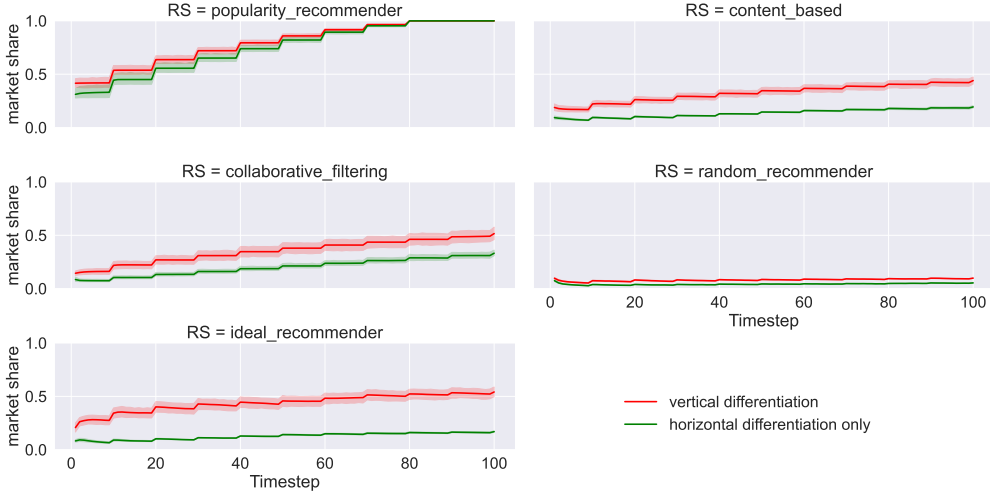 RS = popularity_recommender
RS = content_based
market share
1.0
0.5
0.0
RS = collaborative_filtering
RS = random_recommender
market share
1.0
0.5
0.0
0 20 40 60 80 100
Timestep
RS = ideal_recommender
market share
1.0
0.5
0.0
0 20 40 60 80 100
Timestep
vertical differentiation
horizontal differentiation only